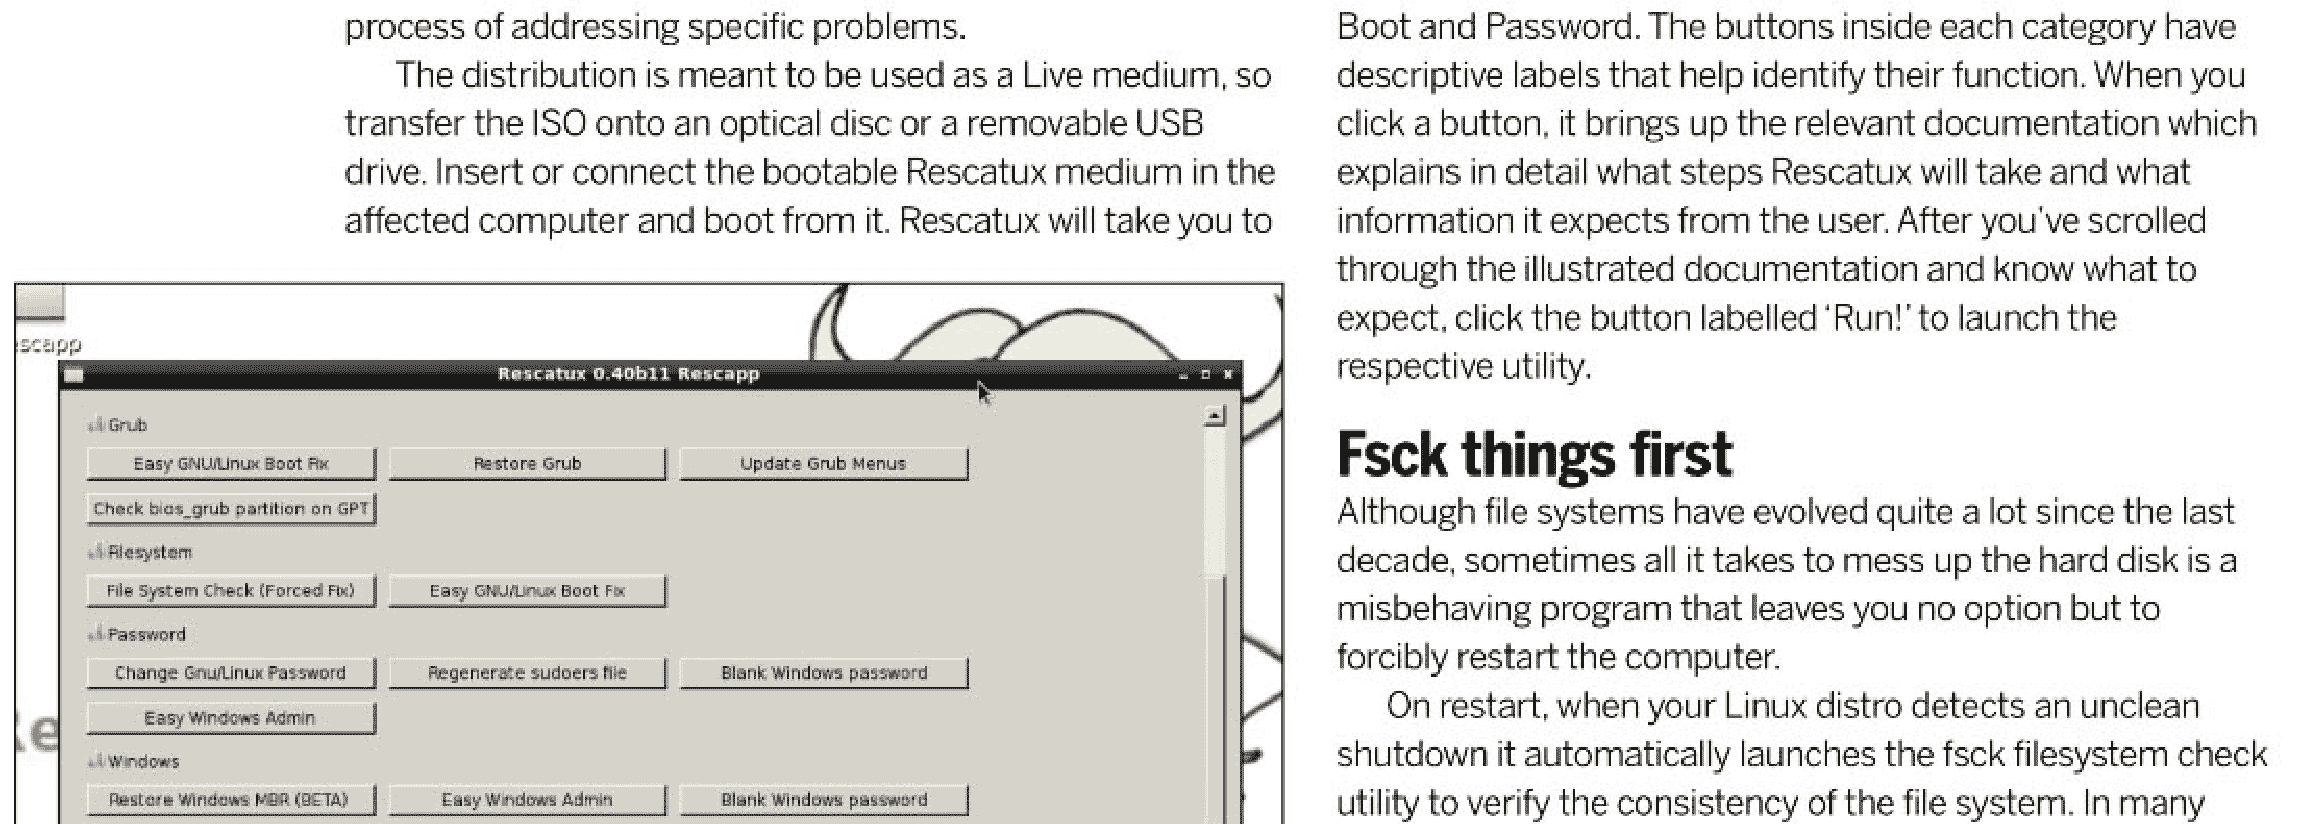 process of addressing specific problems.
The distribution is meant to be used as a Live medium, so
transfer the ISO onto an optical disc or a removable USB
drive. Insert or connect the bootable Rescatux medium in the
affected computer and boot from it. Rescatux will take you to
scapp
Rescatux 0.40b11 Rescapp
Grub
Easy GNU/Linux Boot Fix
Restore Grub
Update Grub Menus
Check bios_grub partition on GPT
Filesystem
File System Check (Forced Fix)
Easy GNU/Linux Boot Fix
Password
Change Gnu/Linux Password
Regenerate sudoers file
Blank Windows password
Easy Windows Admin
Re
Windows
Restore Windows MBR (BETA)
Easy Windows Admin
Blank Windows password
Boot and Password. The buttons inside each category have
descriptive labels that help identify their function. When you
click a button, it brings up the relevant documentation which
explains in detail what steps Rescatux will take and what
information it expects from the user. After you've scrolled
through the illustrated documentation and know what to
expect, click the button labelled ‘Run!’ to launch the
respective utility.
Fsck things first
Although file systems have evolved quite a lot since the last
decade, sometimes all it takes to mess up the hard disk is a
misbehaving program that leaves you no option but to
forcibly restart the computer.
On restart, when your Linux distro detects an unclean
shutdown it automatically launches the fsck filesystem check
utility to verify the consistency of the file system. In many